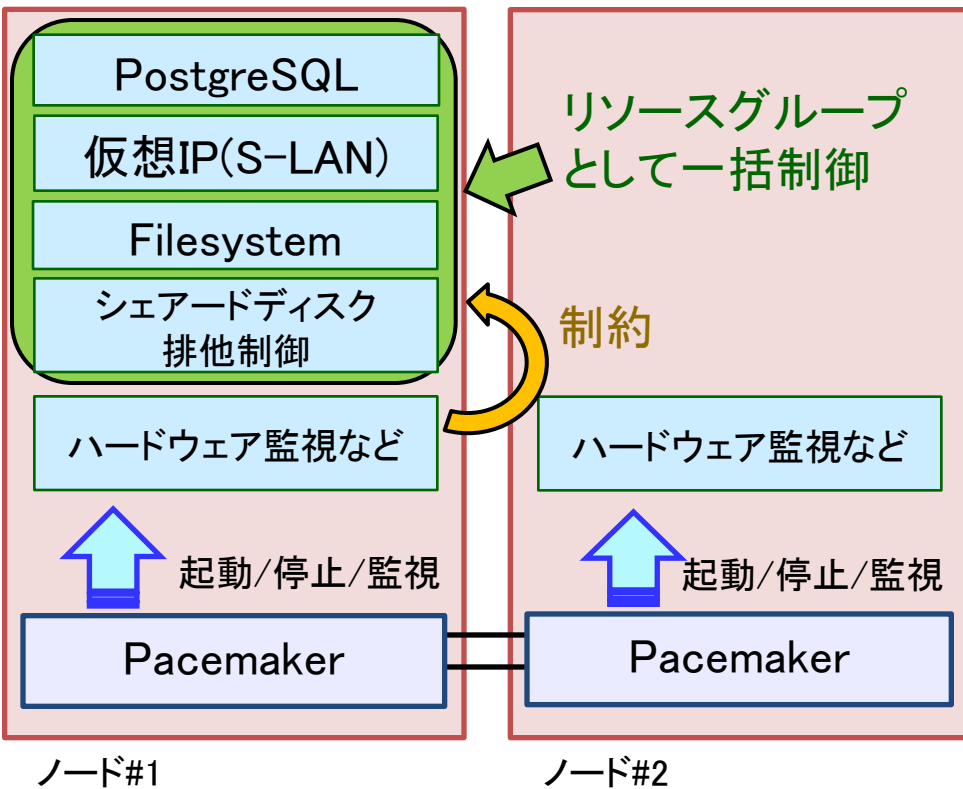 PostgreSQL
仮想IP(S-LAN)
Filesystem
シェアードディスク
排他制御
リソースグループ
として一括制御
制約
ハードウェア監視など
ハードウェア監視など
起動/停止/監視
起動/停止/監視
Pacemaker
Pacemaker
ノード#1
ノード#2